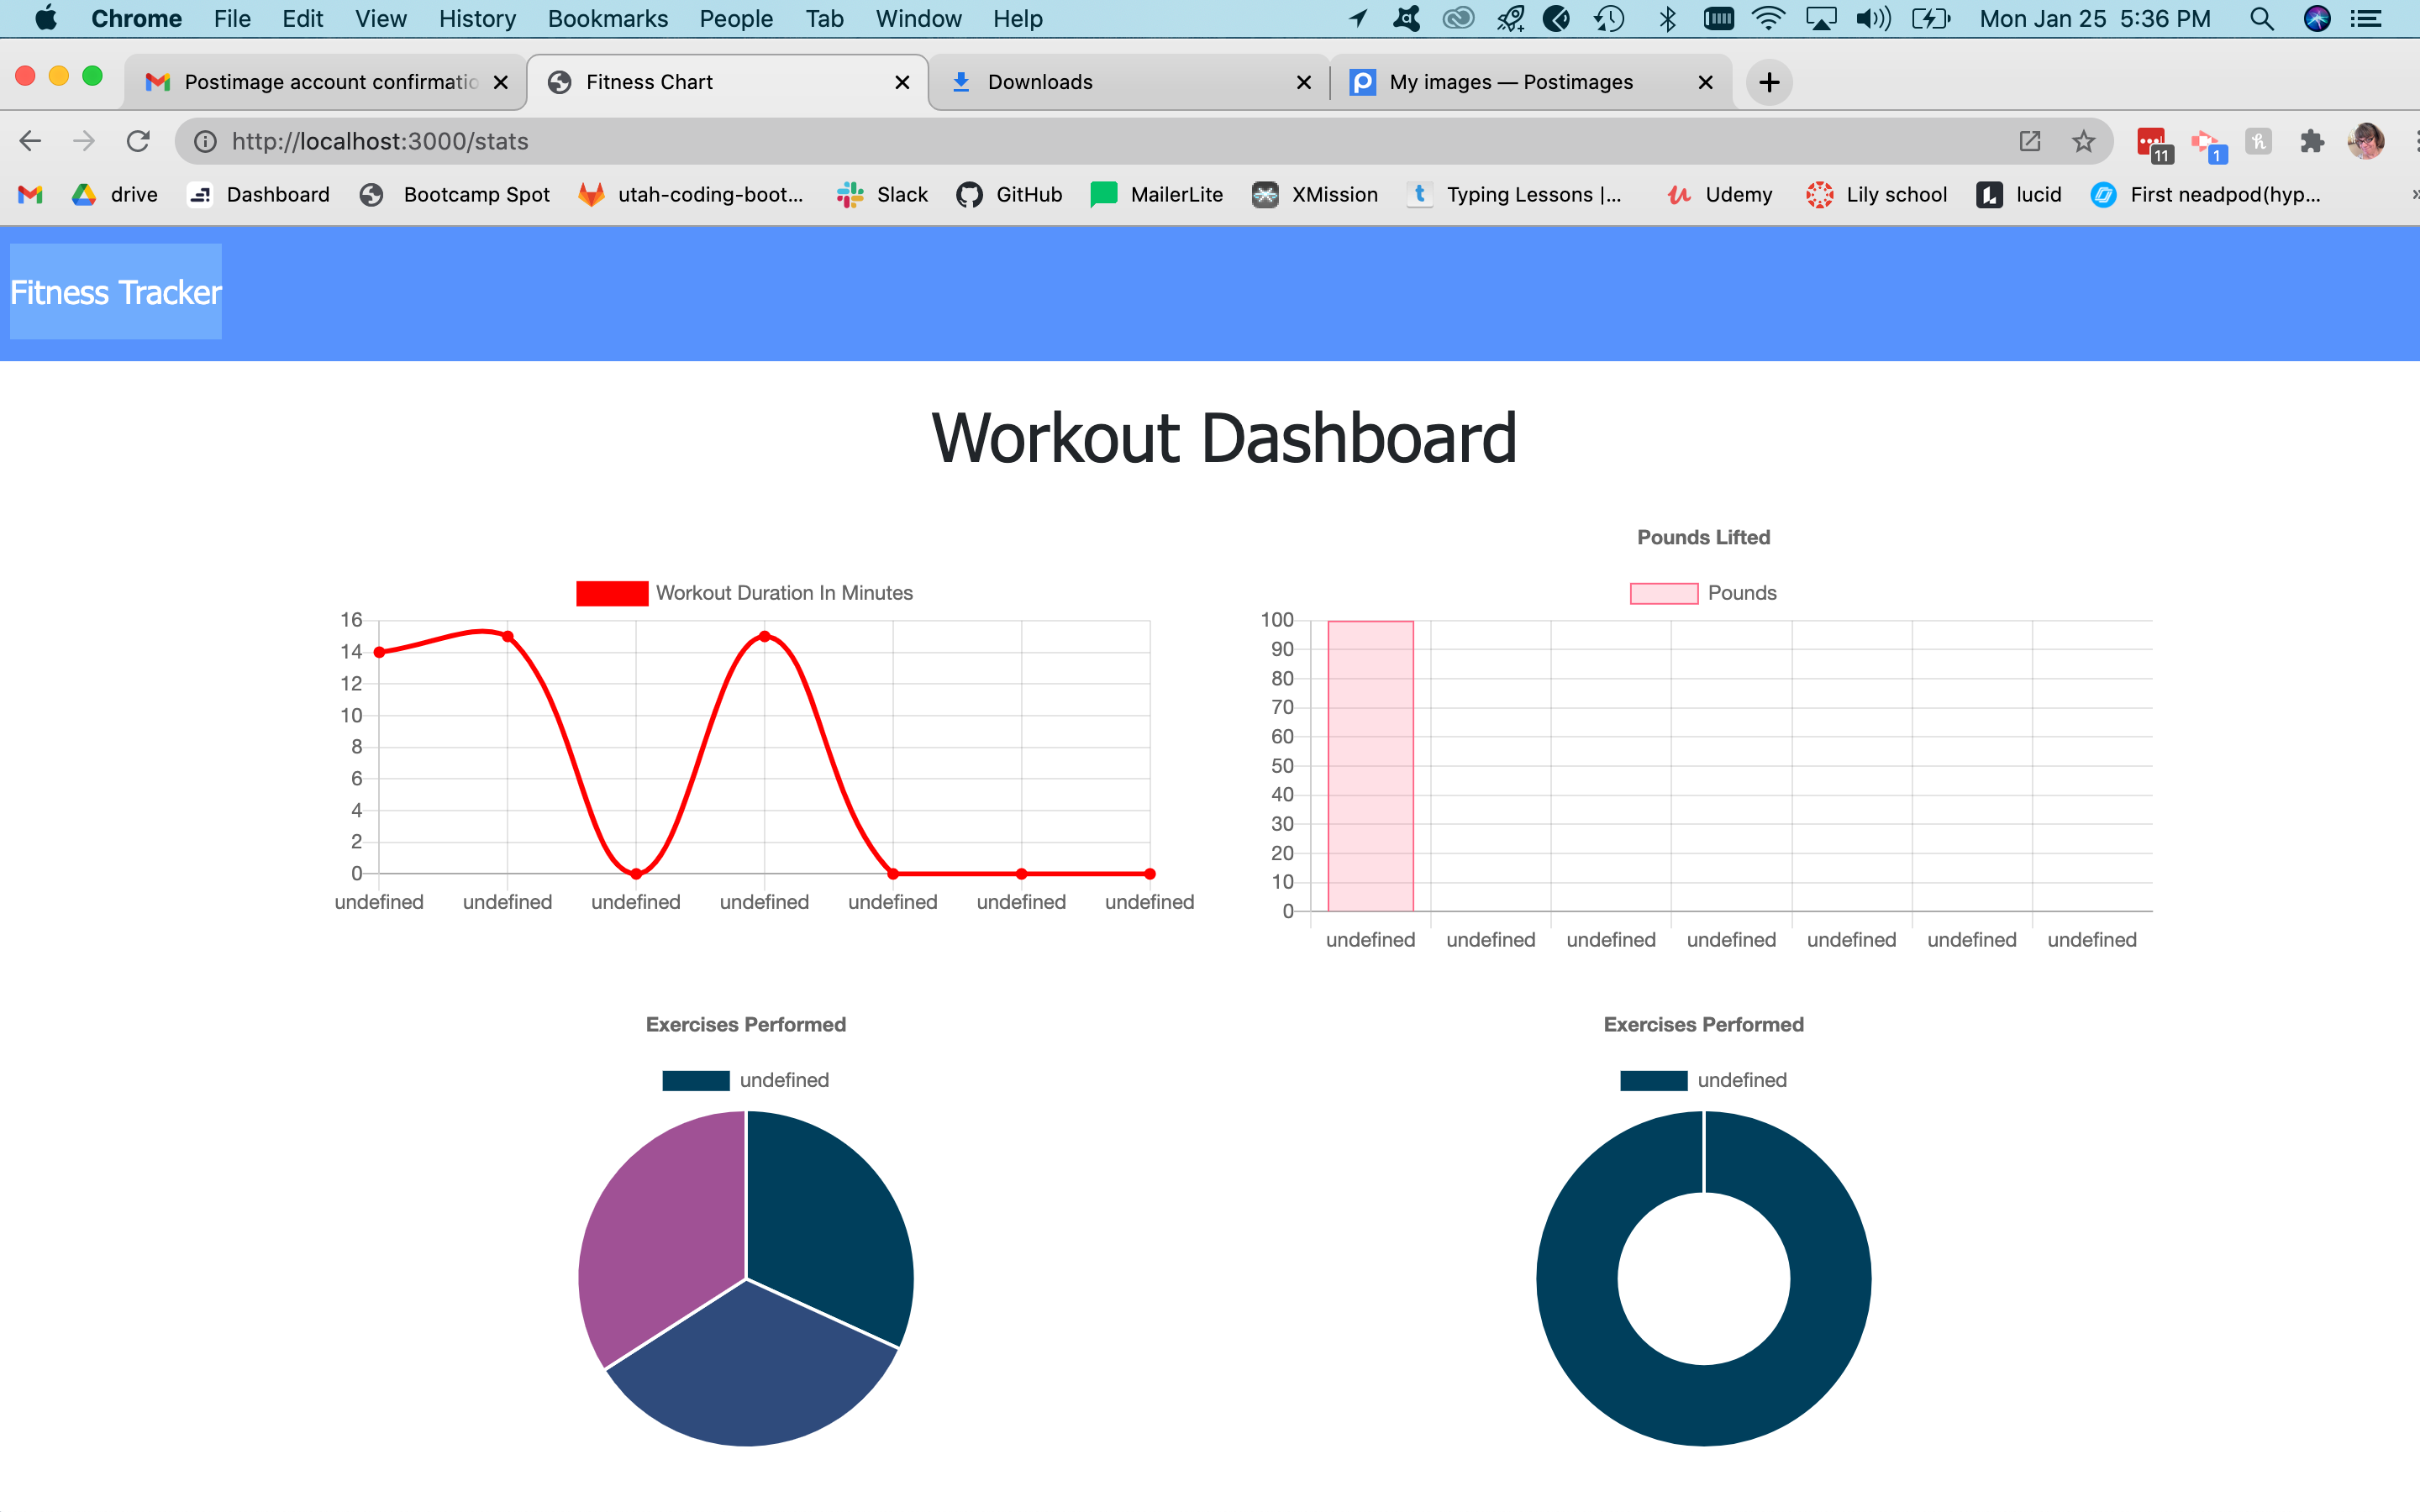 Chrome File Edit View History Bookmarks People Tab Window Help Mon Jan 25 5:36 PM
Postimage account confirmatio Fitness Chart Downloads My images — Postimages
http://localhost:3000/stats 11 1
drive Dashboard Bootcamp Spot utah-coding-boot... Slack GitHub MailerLite XMission Typing Lessons |... Udemy Lily school lucid First neadpod(hyp...
Fitness Tracker
Workout Dashboard
Workout Duration In Minutes
16
14
12
10
8
6
4
2
0
undefined undefined undefined undefined undefined undefined undefined
Pounds Lifted
Pounds
100
90
80
70
60
50
40
30
20
10
0
undefined undefined undefined undefined undefined undefined undefined
Exercises Performed
undefined
Exercises Performed
undefined